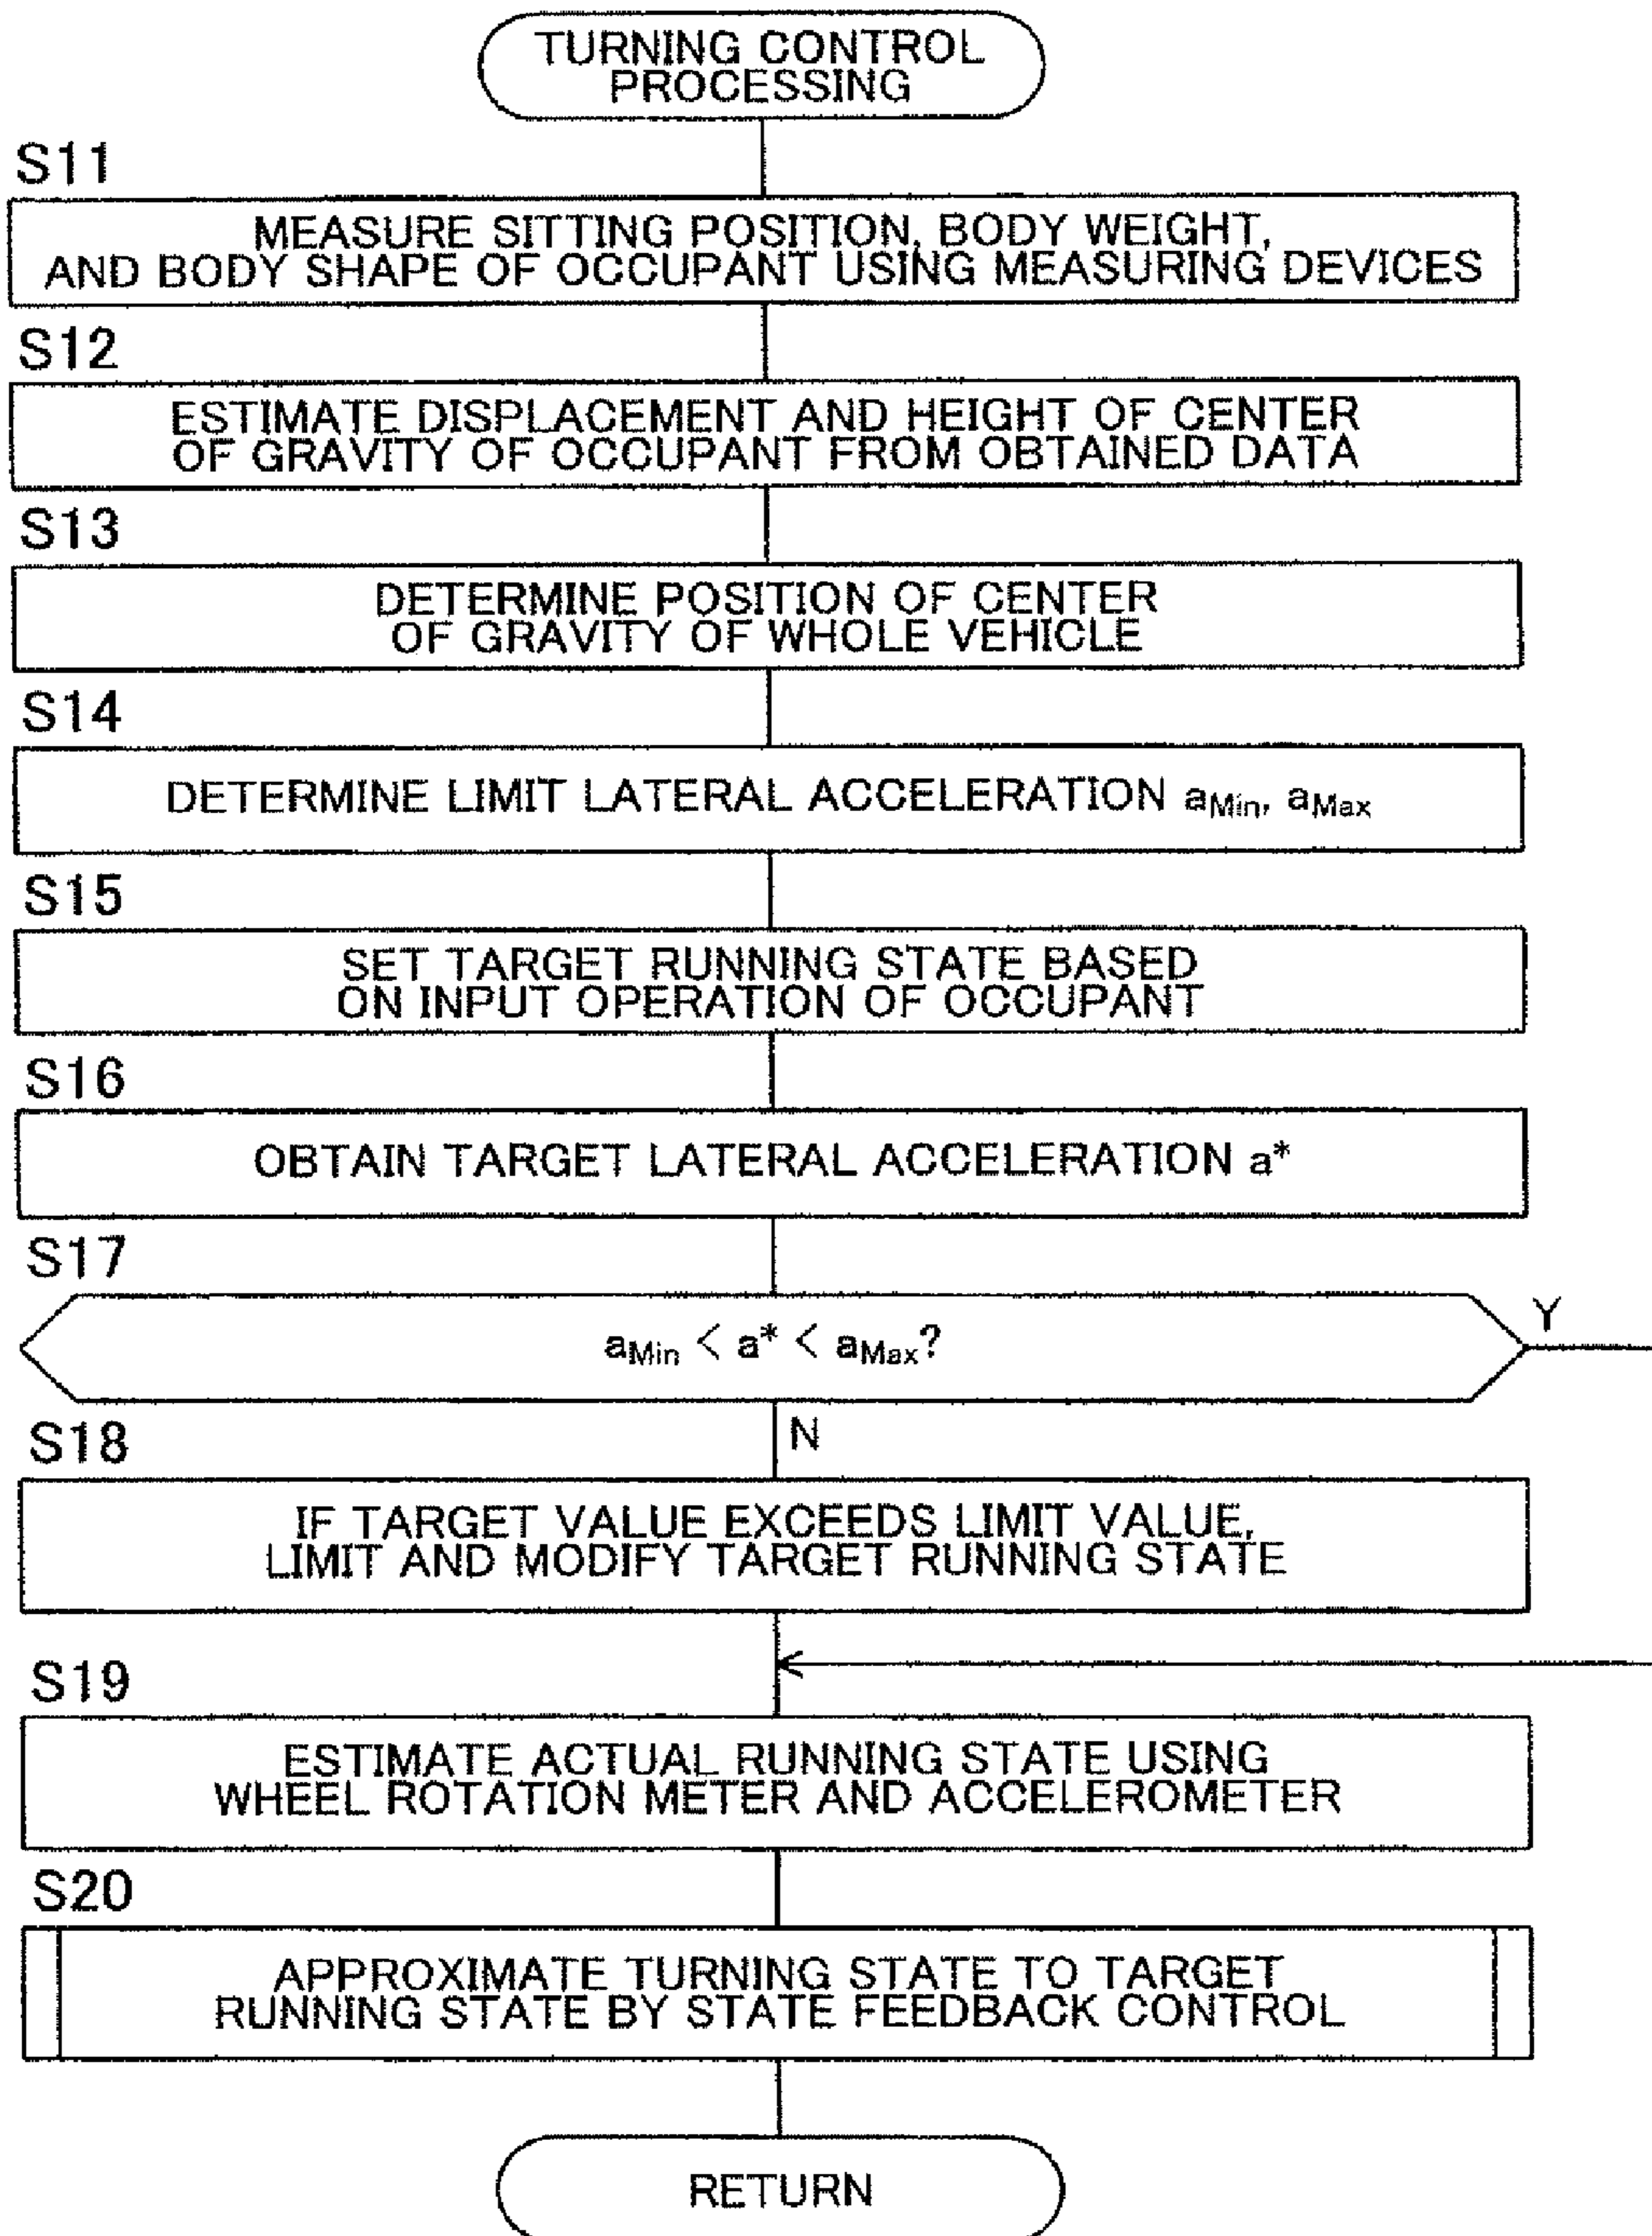 TURNING CONTROL
PROCESSING
S11
MEASURE SITTING POSITION, BODY WEIGHT,
AND BODY SHAPE OF OCCUPANT USING MEASURING DEVICES
S12
ESTIMATE DISPLACEMENT AND HEIGHT OF CENTER
OF GRAVITY OF OCCUPANT FROM OBTAINED DATA
S13
DETERMINE POSITION OF CENTER
OF GRAVITY OF WHOLE VEHICLE
S14
DETERMINE LIMIT LATERAL ACCELERATION aMin, aMax
S15
SET TARGET RUNNING STATE BASED
ON INPUT OPERATION OF OCCUPANT
S16
OBTAIN TARGET LATERAL ACCELERATION a*
S17
aMin < a* < aMax?
Y
N
S18
IF TARGET VALUE EXCEEDS LIMIT VALUE,
LIMIT AND MODIFY TARGET RUNNING STATE
S19
ESTIMATE ACTUAL RUNNING STATE USING
WHEEL ROTATION METER AND ACCELEROMETER
S20
APPROXIMATE TURNING STATE TO TARGET
RUNNING STATE BY STATE FEEDBACK CONTROL
RETURN